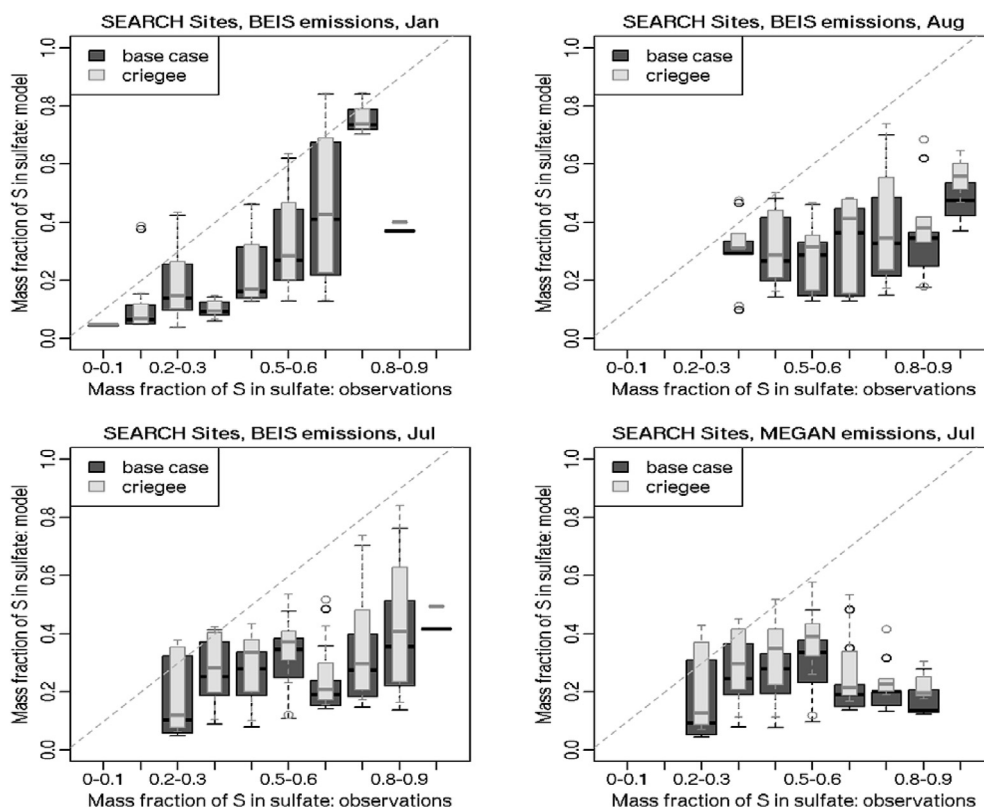 SEARCH Sites, BEIS emissions, Jan
base case
criegee
Mass fraction of S in sulfate: model
0.0 0.2 0.4 0.6 0.8 1.0
0–0.1 0.2–0.3 0.5–0.6 0.8–0.9
Mass fraction of S in sulfate: observations
SEARCH Sites, BEIS emissions, Aug
base case
criegee
Mass fraction of S in sulfate: model
0.0 0.2 0.4 0.6 0.8 1.0
0–0.1 0.2–0.3 0.5–0.6 0.8–0.9
Mass fraction of S in sulfate: observations
SEARCH Sites, BEIS emissions, Jul
base case
criegee
Mass fraction of S in sulfate: model
0.0 0.2 0.4 0.6 0.8 1.0
0–0.1 0.2–0.3 0.5–0.6 0.8–0.9
Mass fraction of S in sulfate: observations
SEARCH Sites, MEGAN emissions, Jul
base case
criegee
Mass fraction of S in sulfate: model
0.0 0.2 0.4 0.6 0.8 1.0
0–0.1 0.2–0.3 0.5–0.6 0.8–0.9
Mass fraction of S in sulfate: observations